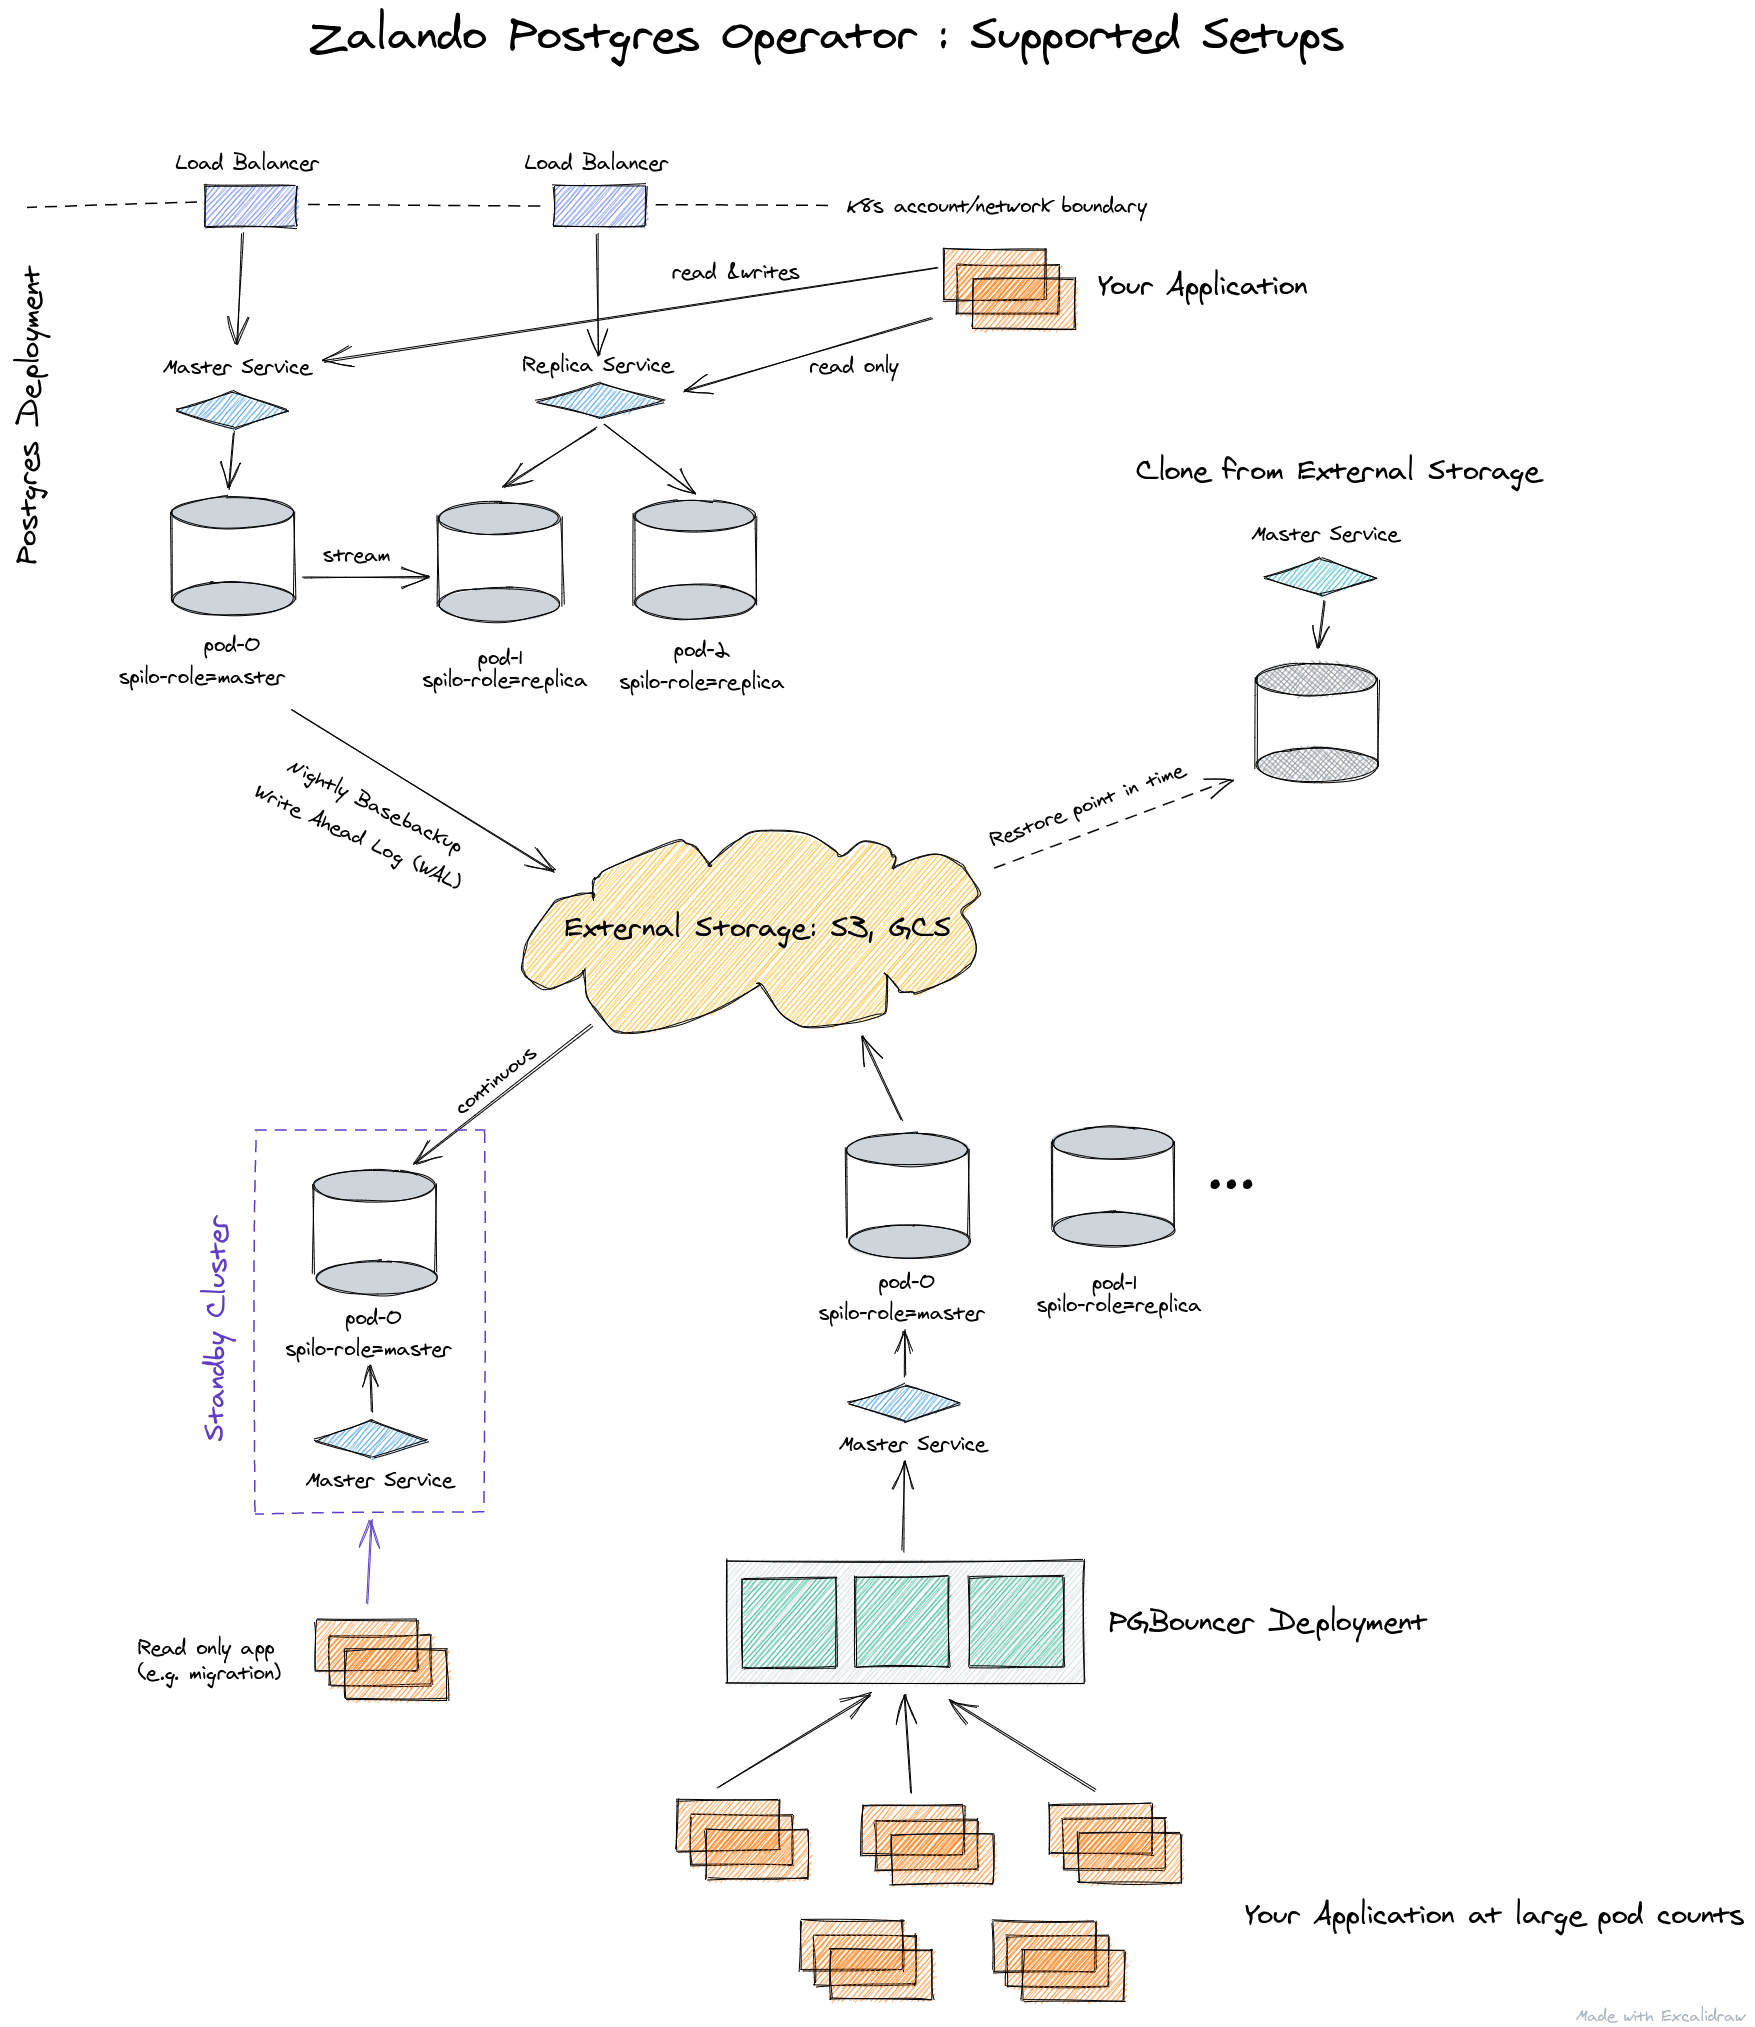 Zalando Postgres Operator : Supported Setups
Load Balancer
Load Balancer
K8s account/network boundary
Postgres Deployment
read &writes
Your Application
Master Service
Replica Service
read only
Clone from External Storage
Master Service
stream
pod-0
spilo-role=master
pod-1
spilo-role=replica
pod-2
spilo-role=replica
Nightly Basebackup
Write Ahead Log (WAL)
Restore point in time
External Storage: S3, GCS
continuous
Standby Cluster
pod-0
spilo-role=master
Master Service
pod-0
spilo-role=master
pod-1
spilo-role=replica
...
Master Service
Read only app
(e.g. migration)
PGBouncer Deployment
Your Application at large pod counts
Made with Excalidraw